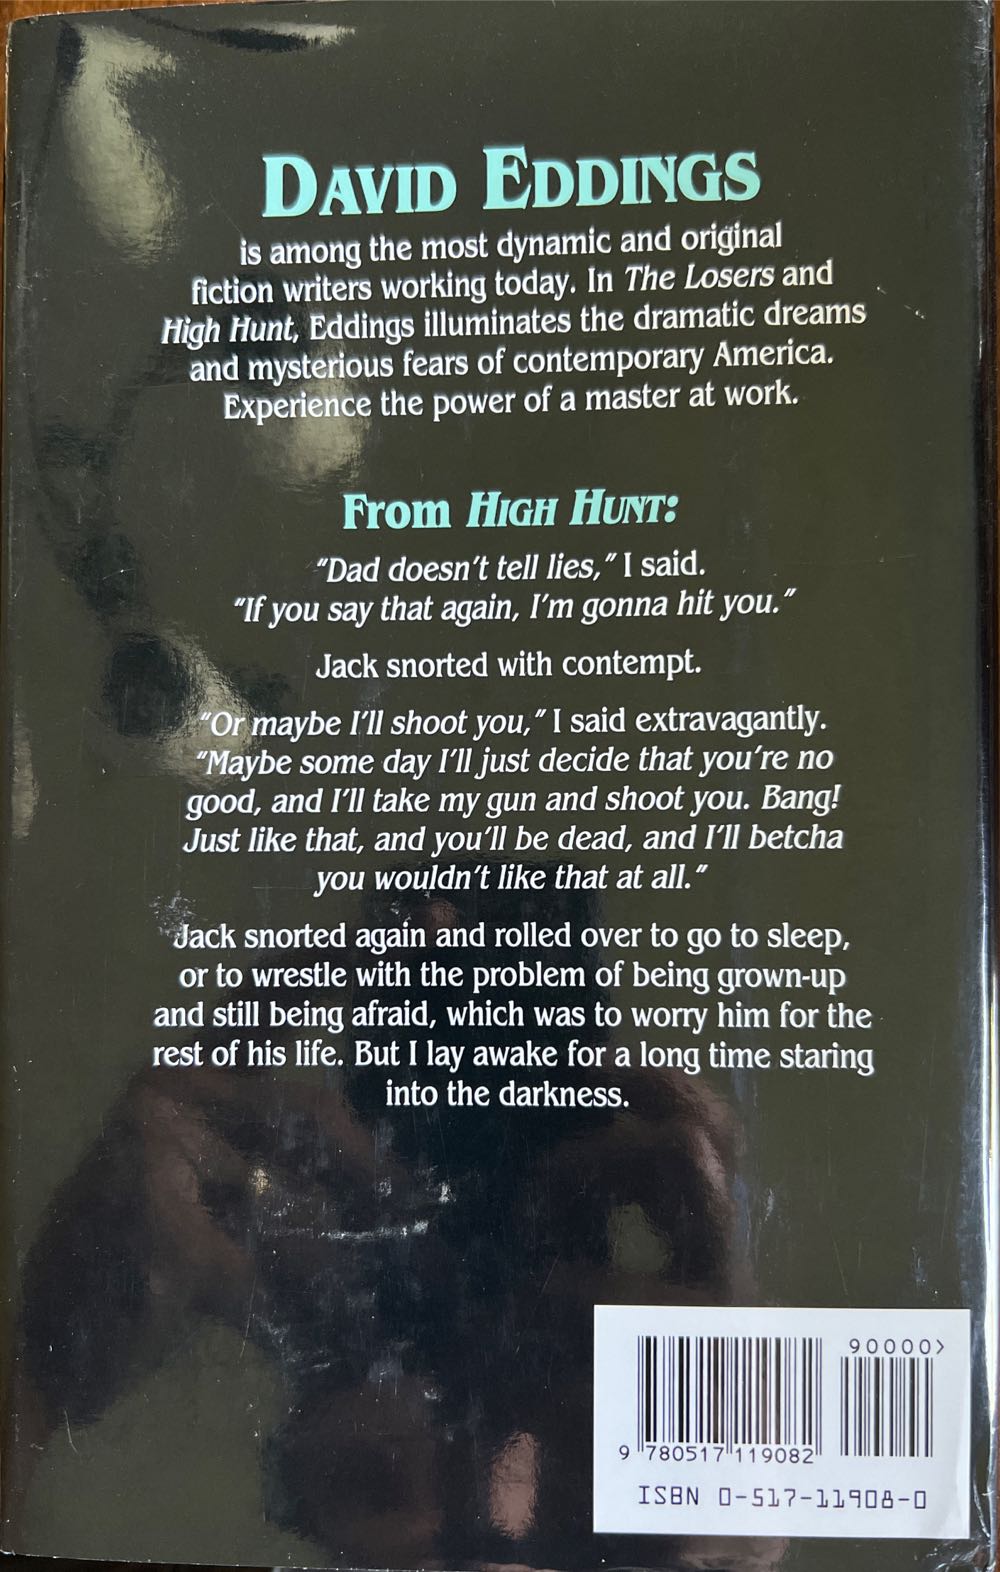 DAVID EDDINGS
is among the most dynamic and original
fiction writers working today. In The Losers and
High Hunt, Eddings illuminates the dramatic dreams
and mysterious fears of contemporary America.
Experience the power of a master at work.
From HIGH HUNT:
"Dad doesn't tell lies," I said.
"If you say that again, I'm gonna hit you."
Jack snorted with contempt.
"Or maybe I'll shoot you," I said extravagantly.
"Maybe some day I'll just decide that you're no
good, and I'll take my gun and shoot you. Bang!
Just like that, and you'll be dead, and I'll betcha
you wouldn't like that at all."
Jack snorted again and rolled over to go to sleep,
or to wrestle with the problem of being grown-up
and still being afraid, which was to worry him for the
rest of his life. But I lay awake for a long time staring
into the darkness.
90000>
9 780517 119082
ISBN 0-517-11908-0